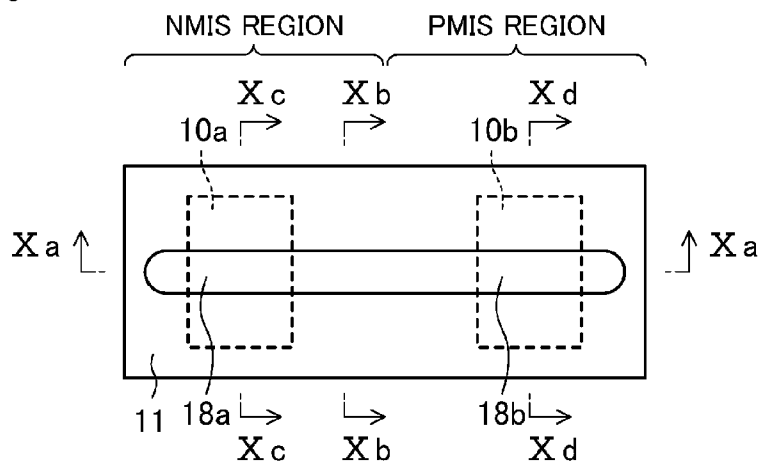 NMIS REGION PMIS REGION
Xc Xb Xd
10a 10b
Xa Xa
11 18a 18b
Xc Xb Xd